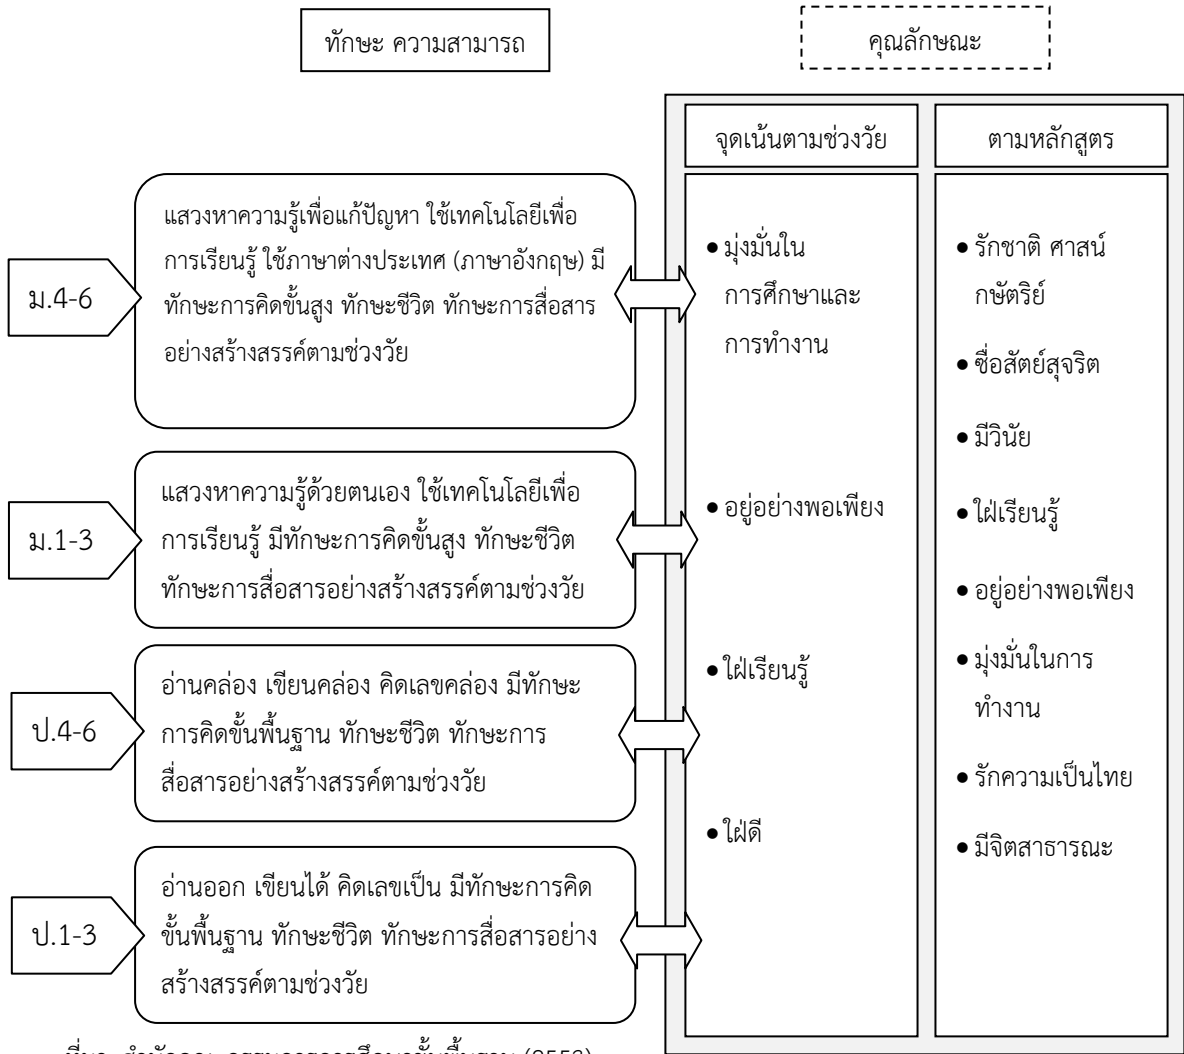 ทักษะ ความสามารถ
คุณลักษณะ
จุดเน้นตามช่วงวัย
ตามหลักสูตร
ม.4-6
แสวงหาความรู้เพื่อแก้ปัญหา ใช้เทคโนโลยีเพื่อ
การเรียนรู้ ใช้ภาษาต่างประเทศ (ภาษาอังกฤษ) มี
ทักษะการคิดขั้นสูง ทักษะชีวิต ทักษะการสื่อสาร
อย่างสร้างสรรค์ตามช่วงวัย
ม.1-3
แสวงหาความรู้ด้วยตนเอง ใช้เทคโนโลยีเพื่อ
การเรียนรู้ มีทักษะการคิดขั้นสูง ทักษะชีวิต
ทักษะการสื่อสารอย่างสร้างสรรค์ตามช่วงวัย
ป.4-6
อ่านคล่อง เขียนคล่อง คิดเลขคล่อง มีทักษะ
การคิดขั้นพื้นฐาน ทักษะชีวิต ทักษะการ
สื่อสารอย่างสร้างสรรค์ตามช่วงวัย
ป.1-3
อ่านออก เขียนได้ คิดเลขเป็น มีทักษะการคิด
ขั้นพื้นฐาน ทักษะชีวิต ทักษะการสื่อสารอย่าง
สร้างสรรค์ตามช่วงวัย
• มุ่งมั่นใน
การศึกษาและ
การทำงาน
• อยู่อย่างพอเพียง
• ใฝ่เรียนรู้
• ใฝ่ดี
• รักชาติ ศาสน์
กษัตริย์
• ซื่อสัตย์สุจริต
• มีวินัย
• ใฝ่เรียนรู้
• อยู่อย่างพอเพียง
• มุ่งมั่นในการ
ทำงาน
• รักความเป็นไทย
• มีจิตสาธารณะ